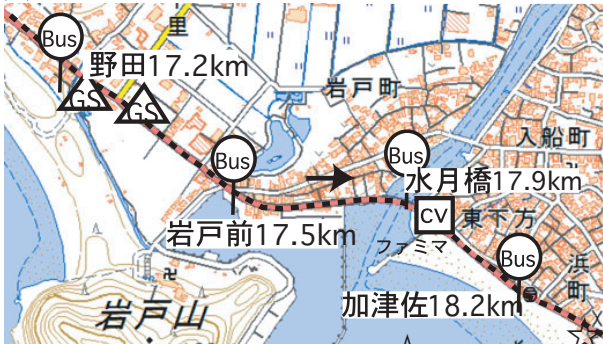 里
Bus
野田17.2km
GS
GS
岩戸町
Bus
Bus
入船町
水月橋17.9km
CV
東下方
岩戸前17.5km
ファミマ
Bus
浜町
加津佐18.2km
岩戸山